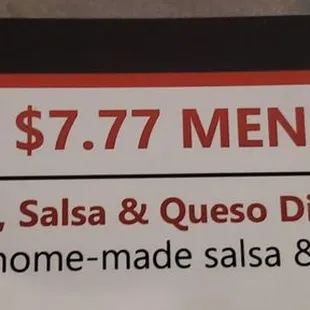 $7.77 MEN
, Salsa & Queso Di
home-made salsa &